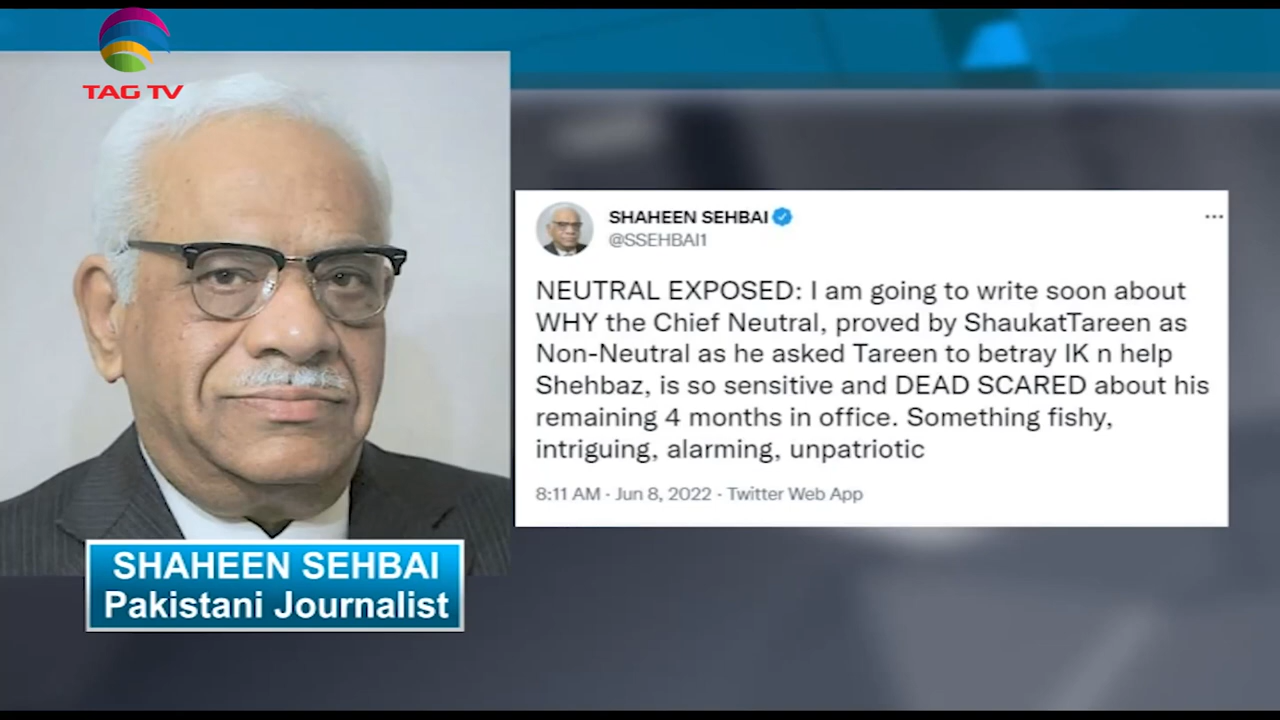 TAG TV
SHAHEEN SEHBAI
@SSEHBAI1
NEUTRAL EXPOSED: I am going to write soon about
WHY the Chief Neutral, proved by ShaukatTareen as
Non-Neutral as he asked Tareen to betray IK n help
Shehbaz, is so sensitive and DEAD SCARED about his
remaining 4 months in office. Something fishy,
intriguing, alarming, unpatriotic
8:11 AM · Jun 8, 2022 · Twitter Web App
SHAHEEN SEHBAI
Pakistani Journalist